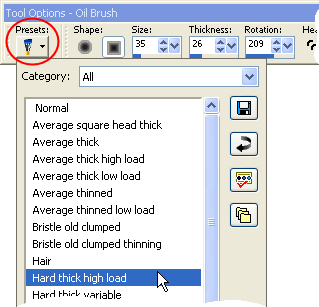 Tool Options - Oil Brush
Presets: Shape: Size: Thickness: Rotation: He
35 26 209
Category: All
Normal
Average square head thick
Average thick
Average thick high load
Average thick low load
Average thinned
Average thinned low load
Bristle old clumped
Bristle old clumped thinning
Hair
Hard thick high load
Hard thick variable